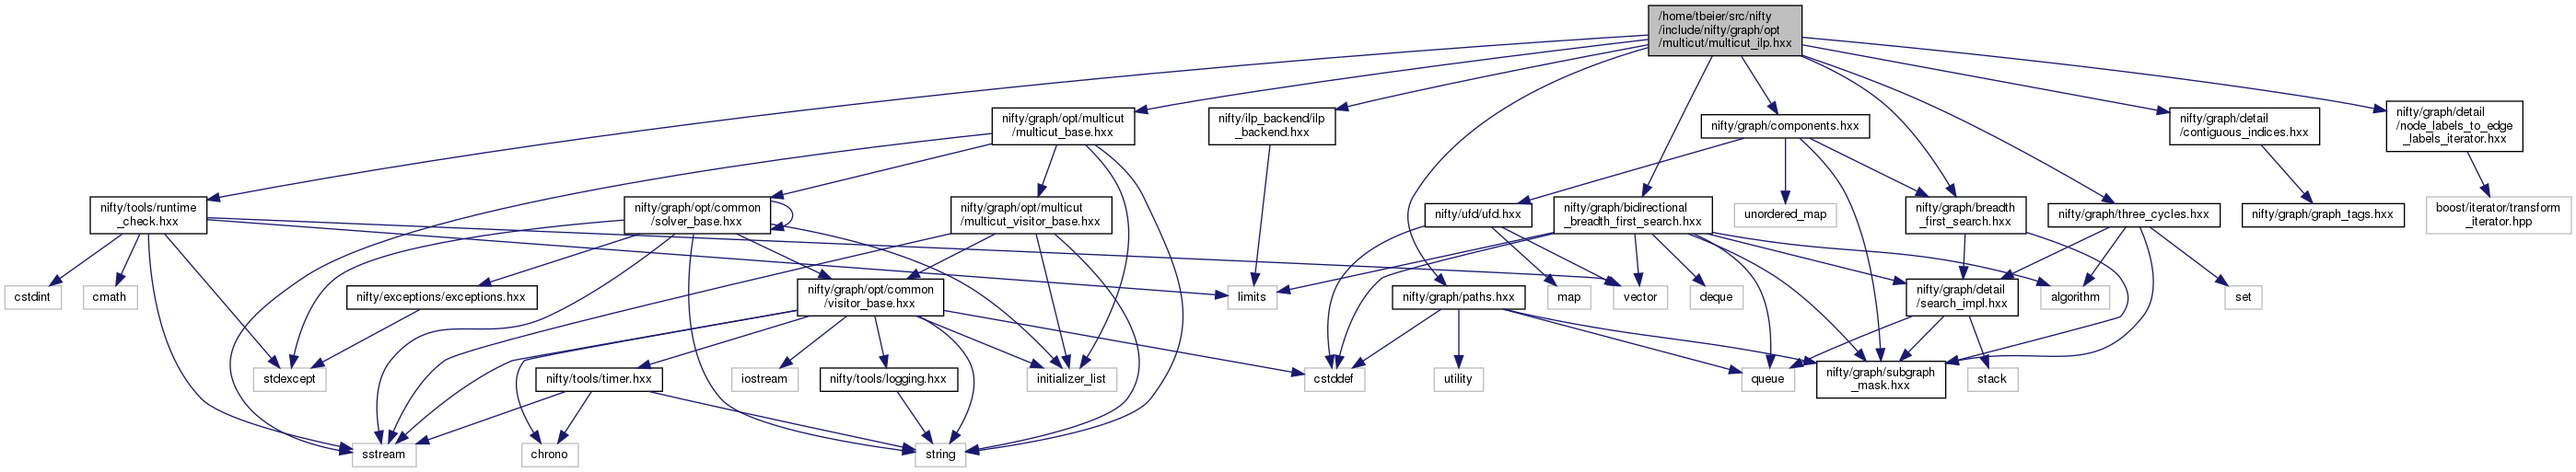 /home/tbeier/src/nifty
/include/nifty/graph/opt
/multicut/multicut_ilp.hxx
nifty/graph/opt/multicut
/multicut_base.hxx
nifty/ilp_backend/ilp
_backend.hxx
nifty/graph/components.hxx
nifty/graph/detail
/contiguous_indices.hxx
nifty/graph/detail
/node_labels_to_edge
_labels_iterator.hxx
nifty/tools/runtime
_check.hxx
nifty/graph/opt/common
/solver_base.hxx
nifty/graph/opt/multicut
/multicut_visitor_base.hxx
nifty/ufd/ufd.hxx
nifty/graph/bidirectional
_breadth_first_search.hxx
unordered_map
nifty/graph/breadth
_first_search.hxx
nifty/graph/three_cycles.hxx
nifty/graph/graph_tags.hxx
boost/iterator/transform
_iterator.hpp
cstdint
cmath
nifty/exceptions/exceptions.hxx
nifty/graph/opt/common
/visitor_base.hxx
limits
nifty/graph/paths.hxx
map
vector
deque
nifty/graph/detail
/search_impl.hxx
algorithm
set
stdexcept
nifty/tools/timer.hxx
iostream
nifty/tools/logging.hxx
initializer_list
cstddef
utility
queue
nifty/graph/subgraph
_mask.hxx
stack
sstream
chrono
string